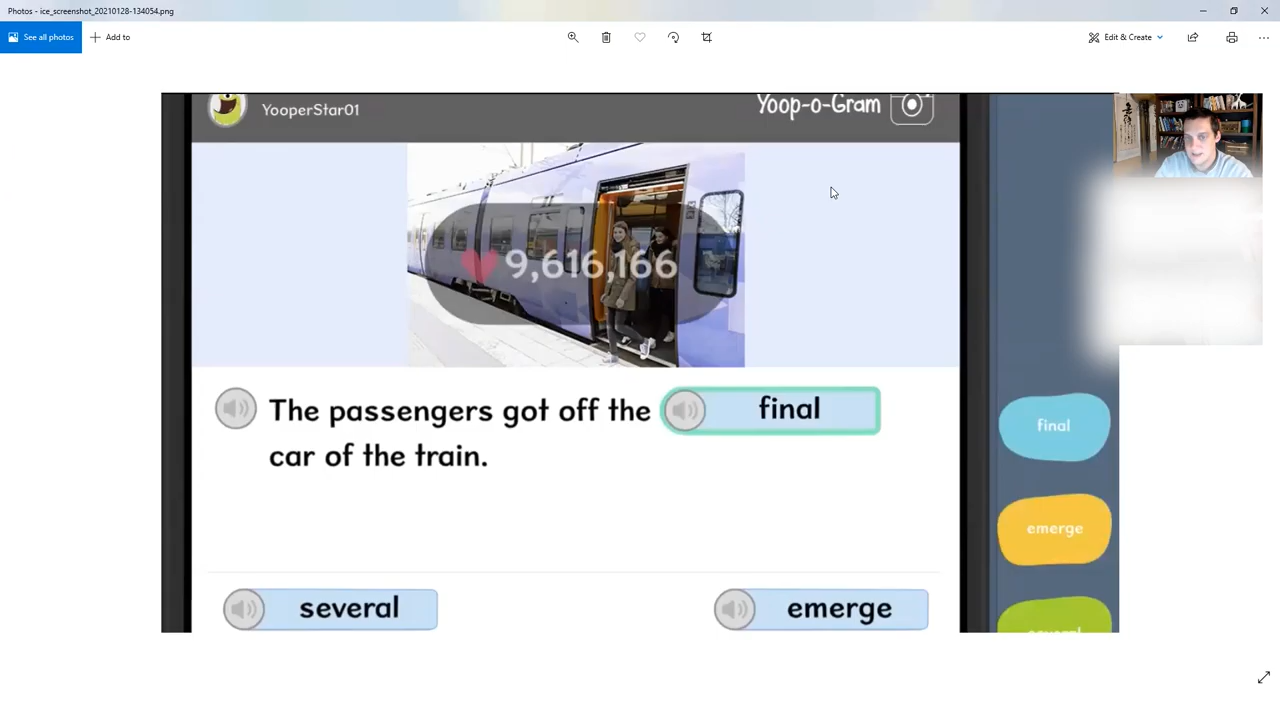 Photos - ice_screenshot_20210128-134054.png
See all photos
Add to
Edit & Create
YooperStar01
Yoop-o-Gram
9,616,166
The passengers got off the final
car of the train.
final
emerge
several emerge
several